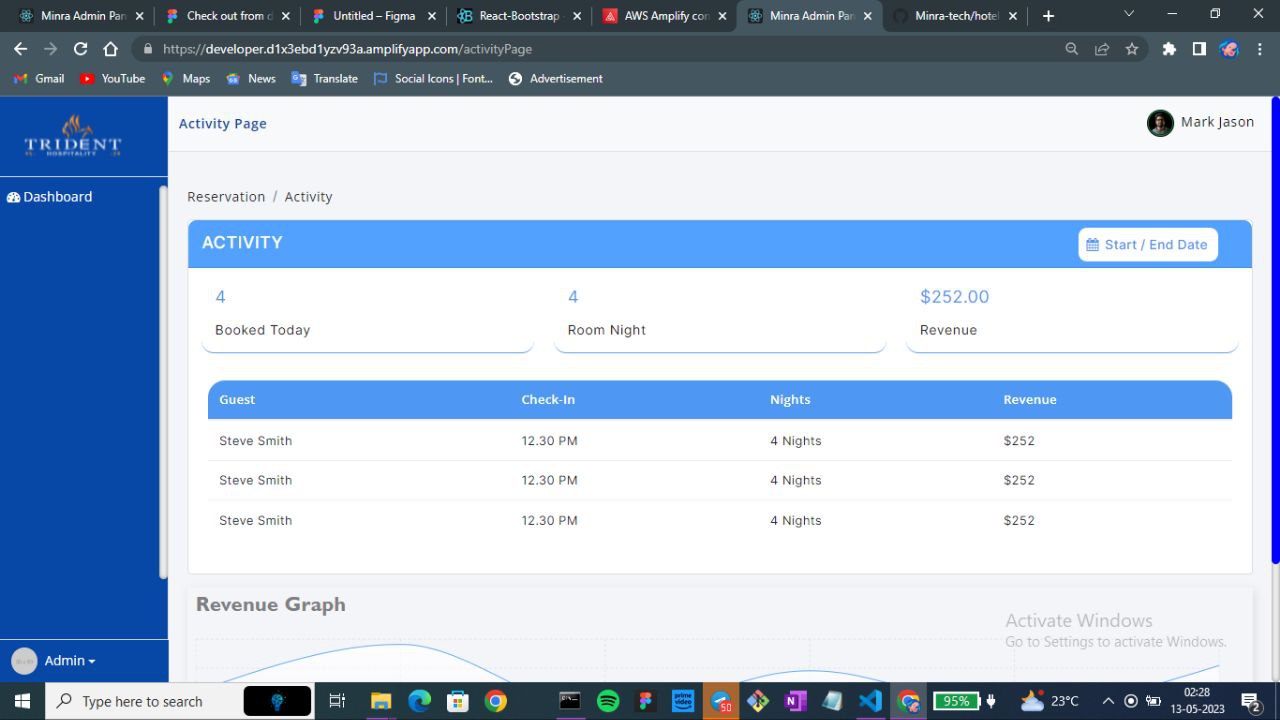 Minra Admin Pan
Check out from d
Untitled – Figma
React-Bootstrap
AWS Amplify con
Minra Admin Pan
Minra-tech/hotel
https://developer.d1x3ebd1yzv93a.amplifyapp.com/activityPage
Gmail
YouTube
Maps
News
Translate
Social Icons | Font...
Advertisement
TRIDENT
HOSPITALITY
Activity Page
Mark Jason
Dashboard
Reservation / Activity
ACTIVITY
Start / End Date
4
Booked Today
4
Room Night
$252.00
Revenue
Guest Check-In Nights Revenue
Steve Smith 12.30 PM 4 Nights $252
Steve Smith 12.30 PM 4 Nights $252
Steve Smith 12.30 PM 4 Nights $252
Revenue Graph
Activate Windows
Go to Settings to activate Windows.
Admin
Type here to search
95%
23°C
02:28
13-05-2023
2